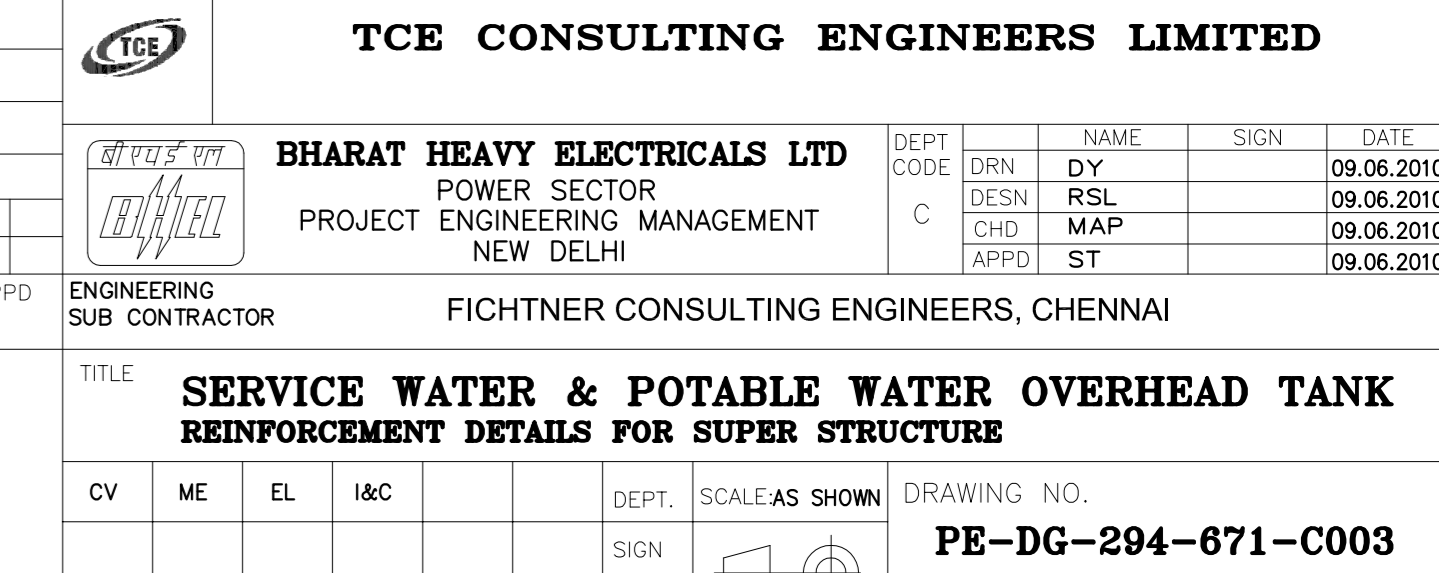 TCE
TCE CONSULTING ENGINEERS LIMITED
बी एच ई एल
BHEL
BHARAT HEAVY ELECTRICALS LTD
POWER SECTOR
PROJECT ENGINEERING MANAGEMENT
NEW DELHI
DEPT CODE C
NAME SIGN DATE
DRN DY 09.06.2010
DESN RSL 09.06.2010
CHD MAP 09.06.2010
APPD ST 09.06.2010
PPD
ENGINEERING
SUB CONTRACTOR
FICHTNER CONSULTING ENGINEERS, CHENNAI
TITLE
SERVICE WATER & POTABLE WATER OVERHEAD TANK
REINFORCEMENT DETAILS FOR SUPER STRUCTURE
CV ME EL I&C DEPT. SCALE:AS SHOWN DRAWING NO.
SIGN PE-DG-294-671-C003